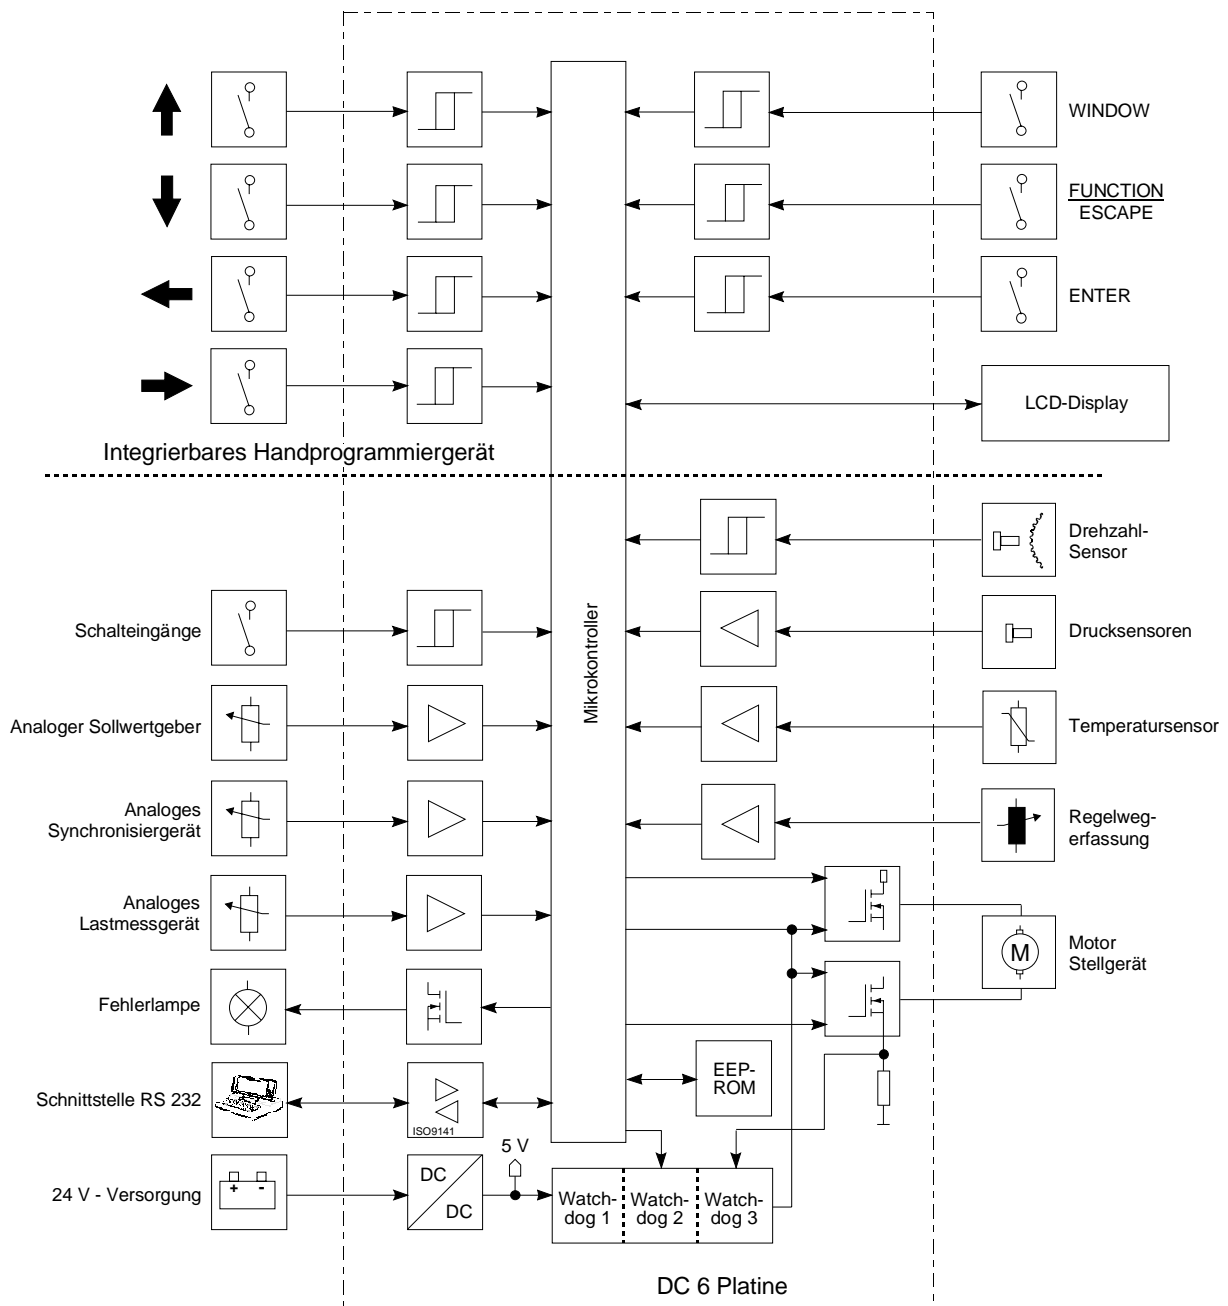 WINDOW
FUNCTION/
ESCAPE
ENTER
LCD-Display
Integrierbares Handprogrammiergerät
Mikrokontroller
Drehzahl-
Sensor
Schalteingänge
Drucksensoren
Analoger Sollwertgeber
Temperatursensor
Analoges
Synchronisiergerät
Regelweg-
erfassung
Analoges
Lastmessgerät
M
Motor
Stellgerät
Fehlerlampe
EEP-
ROM
Schnittstelle RS 232
ISO9141
5 V
24 V - Versorgung
+ -
DC
DC
Watch-
dog 1
Watch-
dog 2
Watch-
dog 3
DC 6 Platine